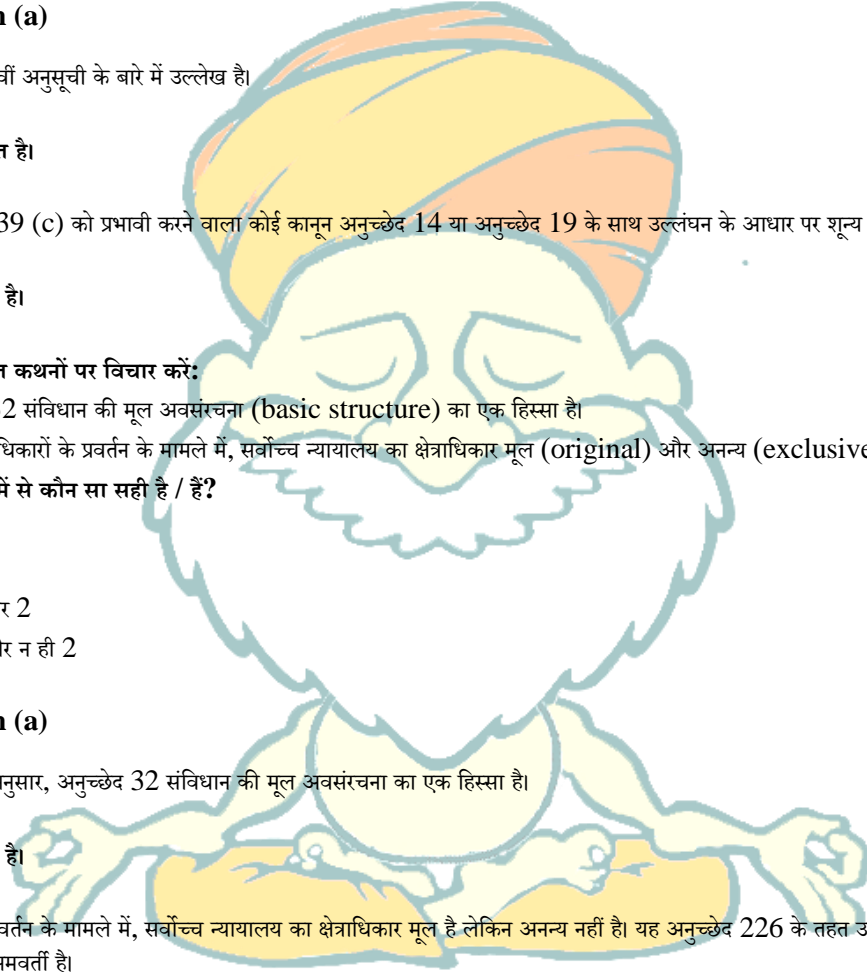 n (a)
वीं अनुसूची के बारे में उल्लेख है।
त है।
39 (c) को प्रभावी करने वाला कोई कानून अनुच्छेद 14 या अनुच्छेद 19 के साथ उल्लंघन के आधार पर शून्य
है।
त कथनों पर विचार करें:
2 संविधान की मूल अवसंरचना (basic structure) का एक हिस्सा है।
धिकारों के प्रवर्तन के मामले में, सर्वोच्च न्यायालय का क्षेत्राधिकार मूल (original) और अनन्य (exclusive
में से कौन सा सही है / हैं?
र 2
और न ही 2
n (a)
नुसार, अनुच्छेद 32 संविधान की मूल अवसंरचना का एक हिस्सा है।
है।
वर्तन के मामले में, सर्वोच्च न्यायालय का क्षेत्राधिकार मूल है लेकिन अनन्य नहीं है। यह अनुच्छेद 226 के तहत उ
समवर्ती है।